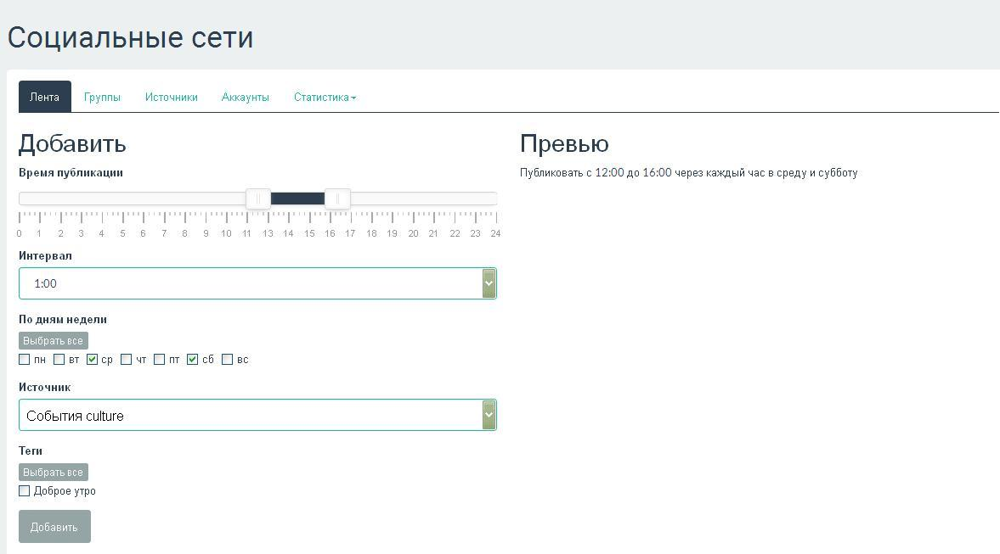 Социальные сети
Лента Группы Источники Аккаунты Статистика
Добавить
Время публикации
0 1 2 3 4 5 6 7 8 9 10 11 13 14 15 16 17 18 19 20 21 22 23 24
Интервал
1:00
По дням недели
Выбрать все
пн вт ср чт пт сб вс
Источник
События culture
Теги
Выбрать все
Доброе утро
Добавить
Превью
Публиковать с 12:00 до 16:00 через каждый час в среду и субботу